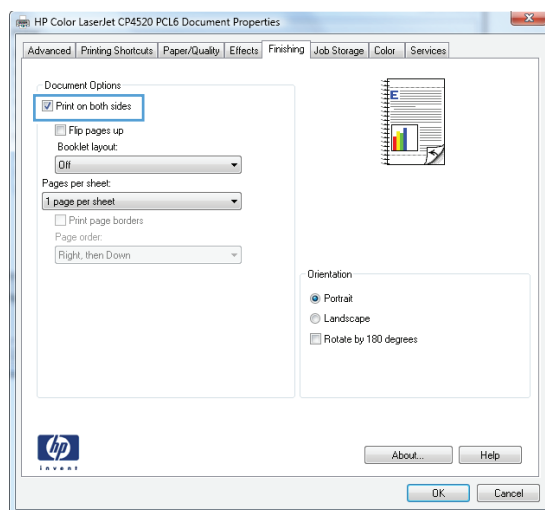 HP Color LaserJet CP4520 PCL6 Document Properties
Advanced Printing Shortcuts Paper/Quality Effects Finishing Job Storage Color Services
Document Options
Print on both sides
Flip pages up
Booklet layout:
Off
Pages per sheet:
1 page per sheet
Print page borders
Page order:
Right, then Down
E
Orientation
Portrait
Landscape
Rotate by 180 degrees
hp
invent
About... Help
OK Cancel